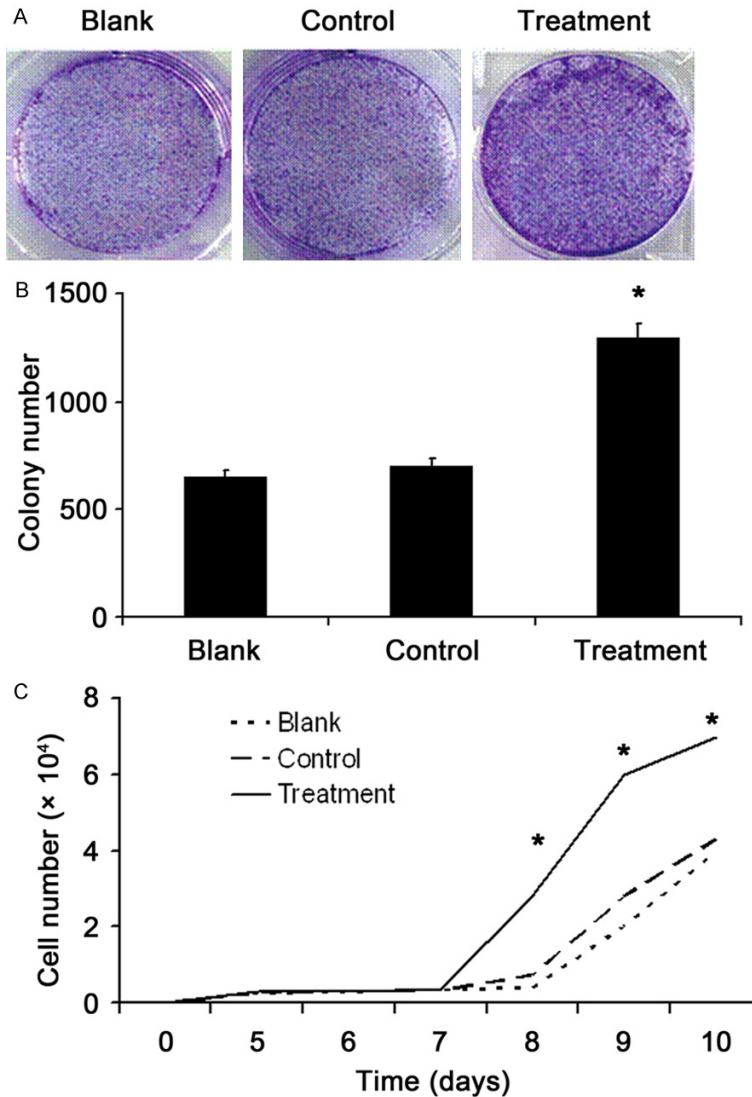 A
Blank Control Treatment
B
1500
*
1000
Colony number
500
0
Blank Control Treatment
C
8
Blank
*
*
Control
6
Treatment
Cell number (× 10⁴)
*
4
2
0
0 5 6 7 8 9 10
Time (days)